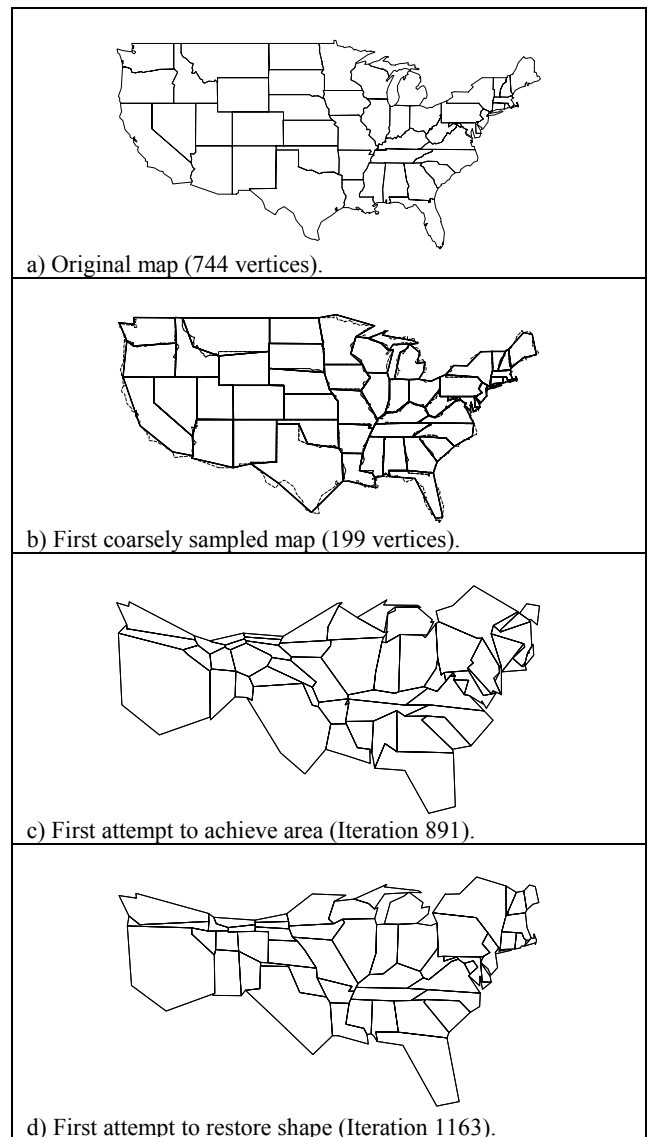 a) Original map (744 vertices).
b) First coarsely sampled map (199 vertices).
c) First attempt to achieve area (Iteration 891).
d) First attempt to restore shape (Iteration 1163).